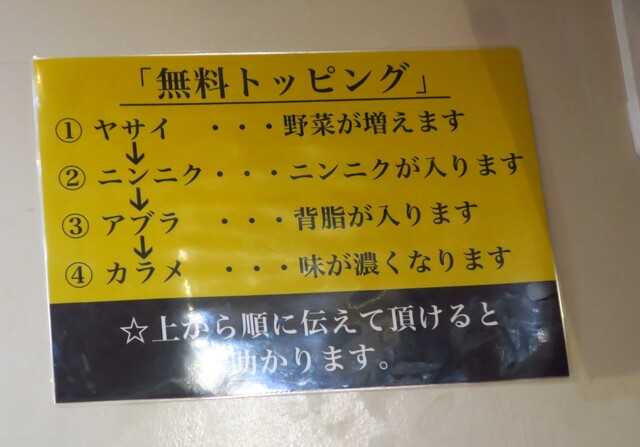 「無料トッピング」
① ヤサイ ・・・野菜が増えます
↓
② ニンニク・・・ニンニクが入ります
↓
③ アブラ ・・・背脂が入ります
↓
④ カラメ ・・・味が濃くなります
☆上から順に伝えて頂けると
助かります。